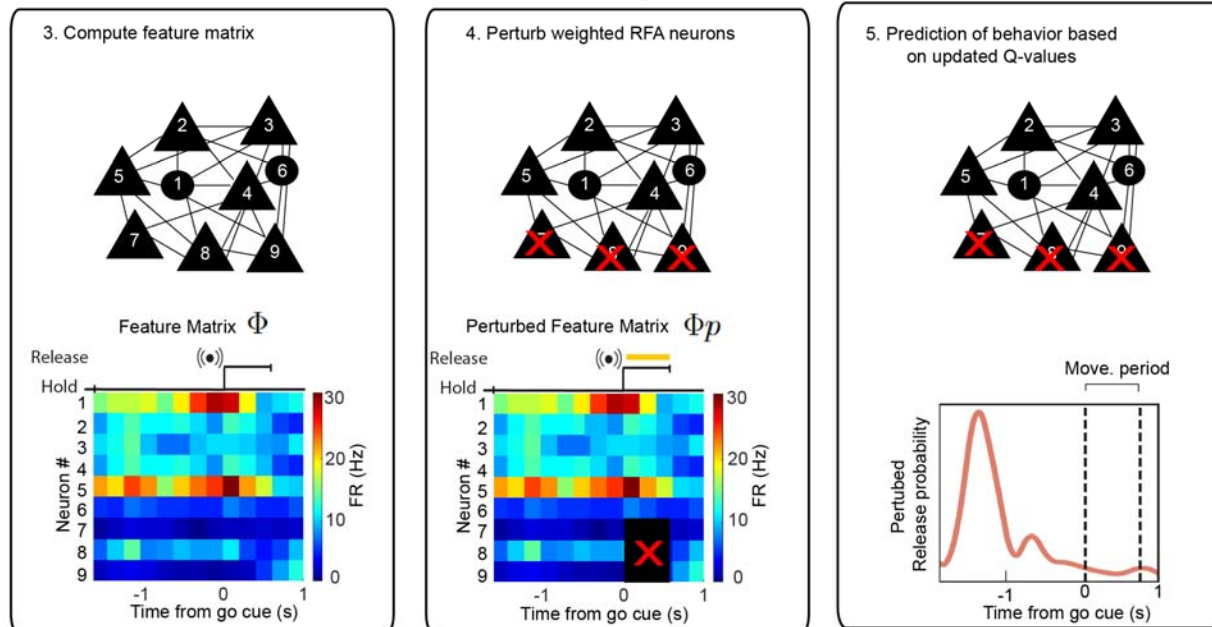 3. Compute feature matrix
2
3
5
1
4
6
7
8
9
Feature Matrix Φ
Release
Hold
1
2
3
4
5
6
7
8
9
Neuron #
30
20
10
0
FR (Hz)
-1
0
1
Time from go cue (s)
4. Perturb weighted RFA neurons
2
3
5
1
4
6
Perturbed Feature Matrix Φp
Release
Hold
1
2
3
4
5
6
7
8
9
Neuron #
30
20
10
0
FR (Hz)
-1
0
1
Time from go cue (s)
5. Prediction of behavior based
on updated Q-values
2
3
5
1
4
6
Move. period
Pertubed
Release probability
-1
0
1
Time from go cue (s)